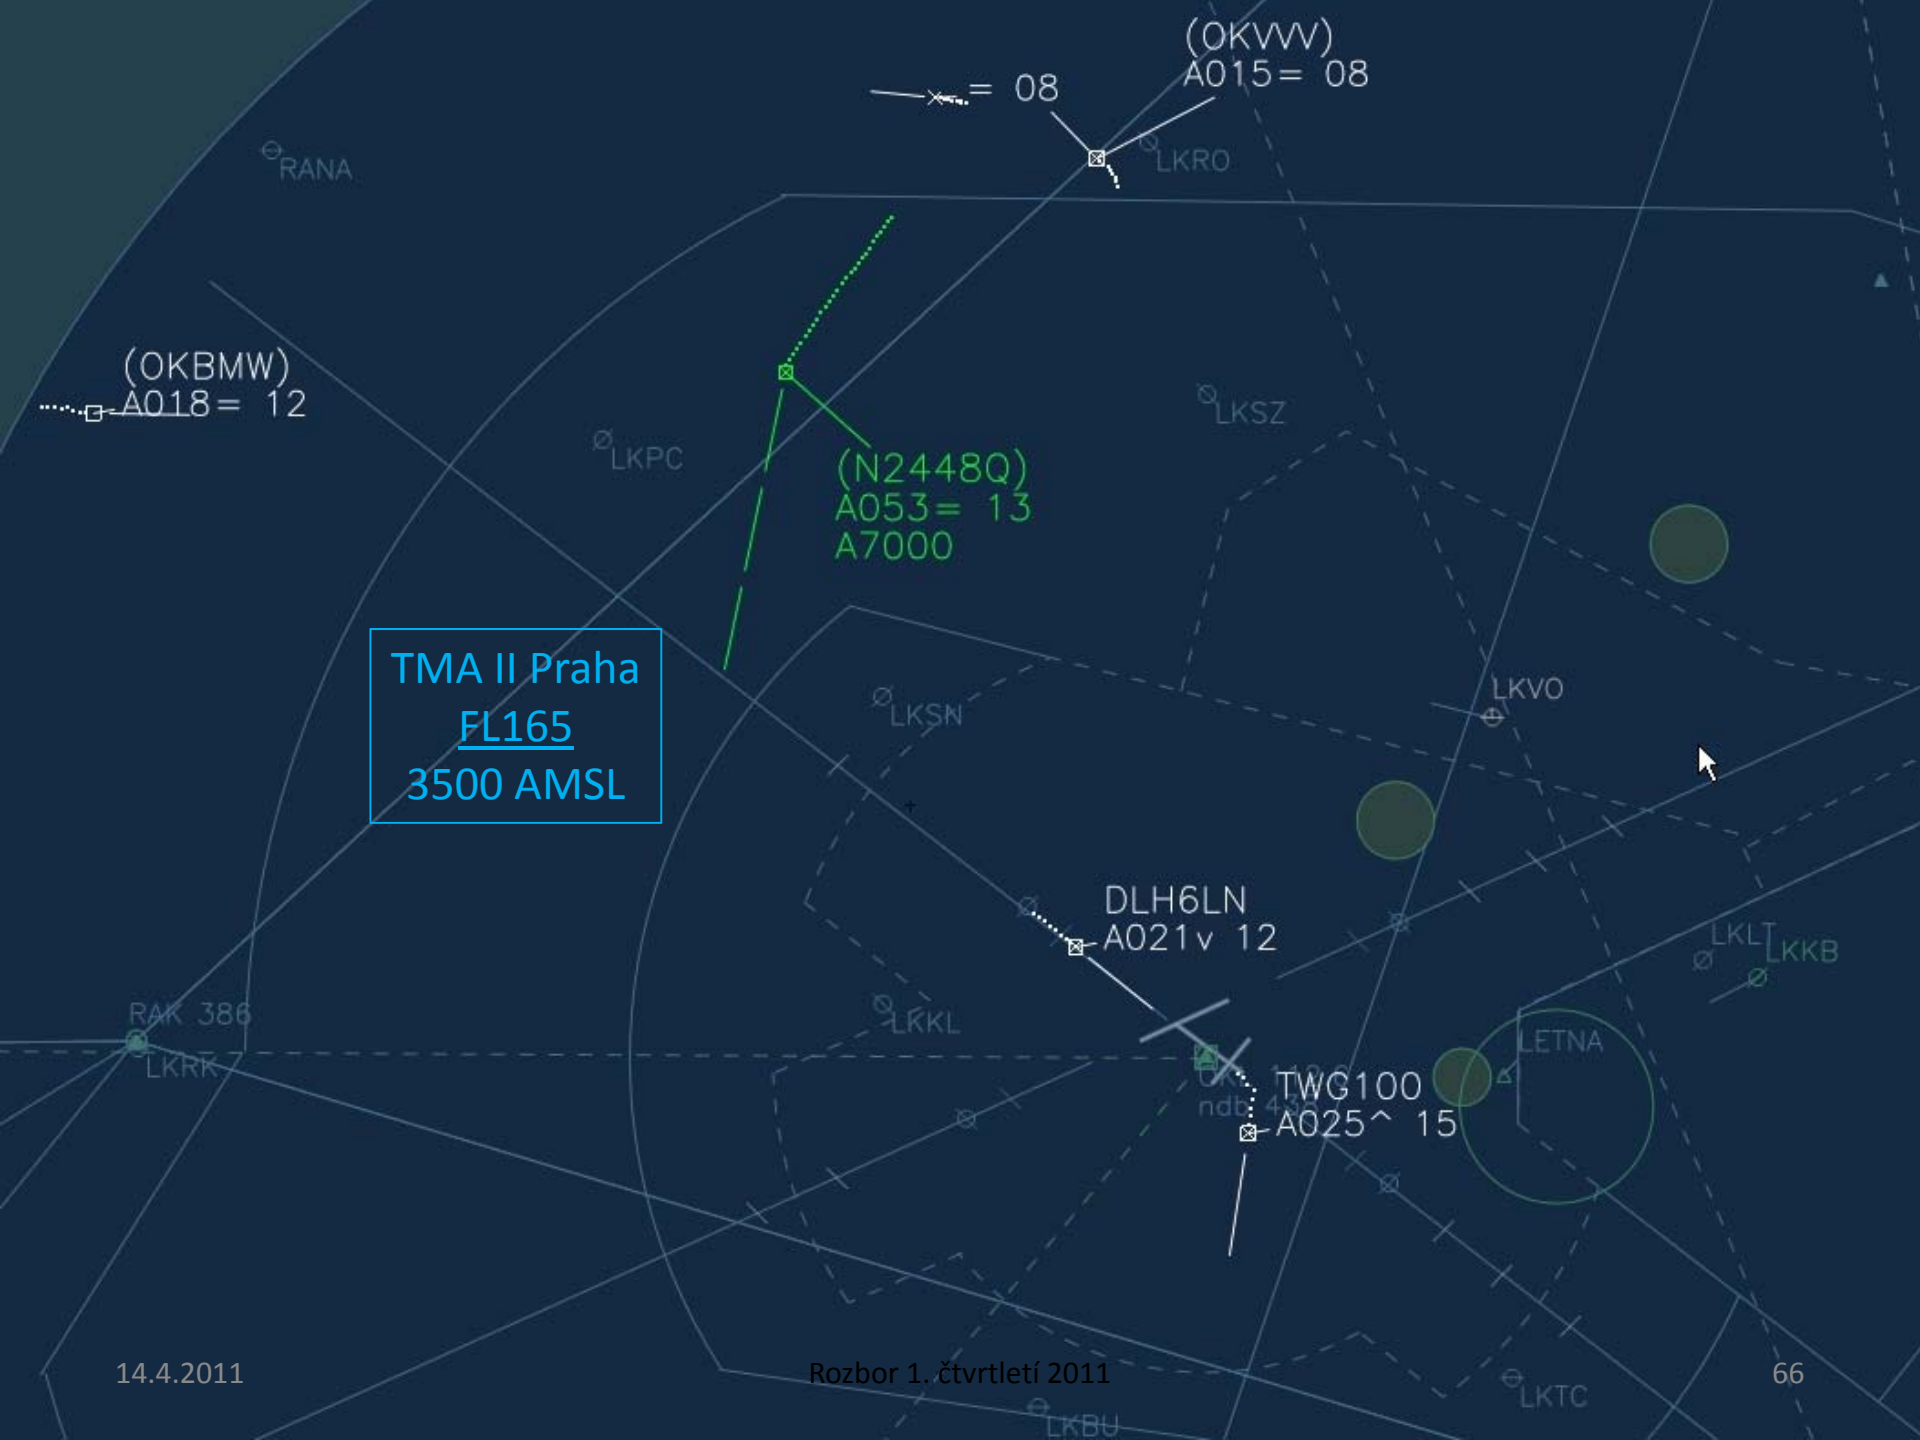 (OKVVV)
A015= 08
= 08
RANA
LKRO
(OKBMW)
A018= 12
LKPC
LKSZ
(N2448Q)
A053= 13
A7000
TMA II Praha
FL165
3500 AMSL
LKSN
LKVO
DLH6LN
A021v 12
LKLT
LKKB
RAK 386
LKRK
LKKL
LETNA
TWG100
A025^ 15
ndb
14.4.2011
Rozbor 1. čtvrtletí 2011
66
LKTC
LKBU